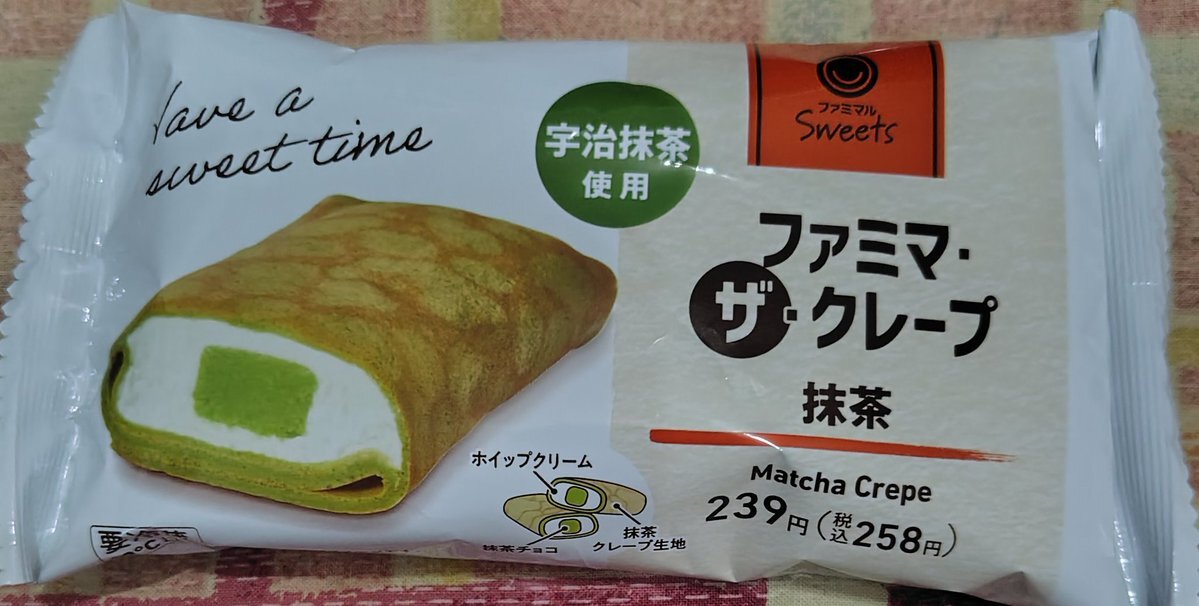 Have a
sweet time
宇治抹茶
使用
ファミマル
Sweets
ファミマ・
ザ・クレープ
抹茶
Matcha Crepe
239円(税込258円)
ホイップクリーム
抹茶チョコ
抹茶
クレープ生地